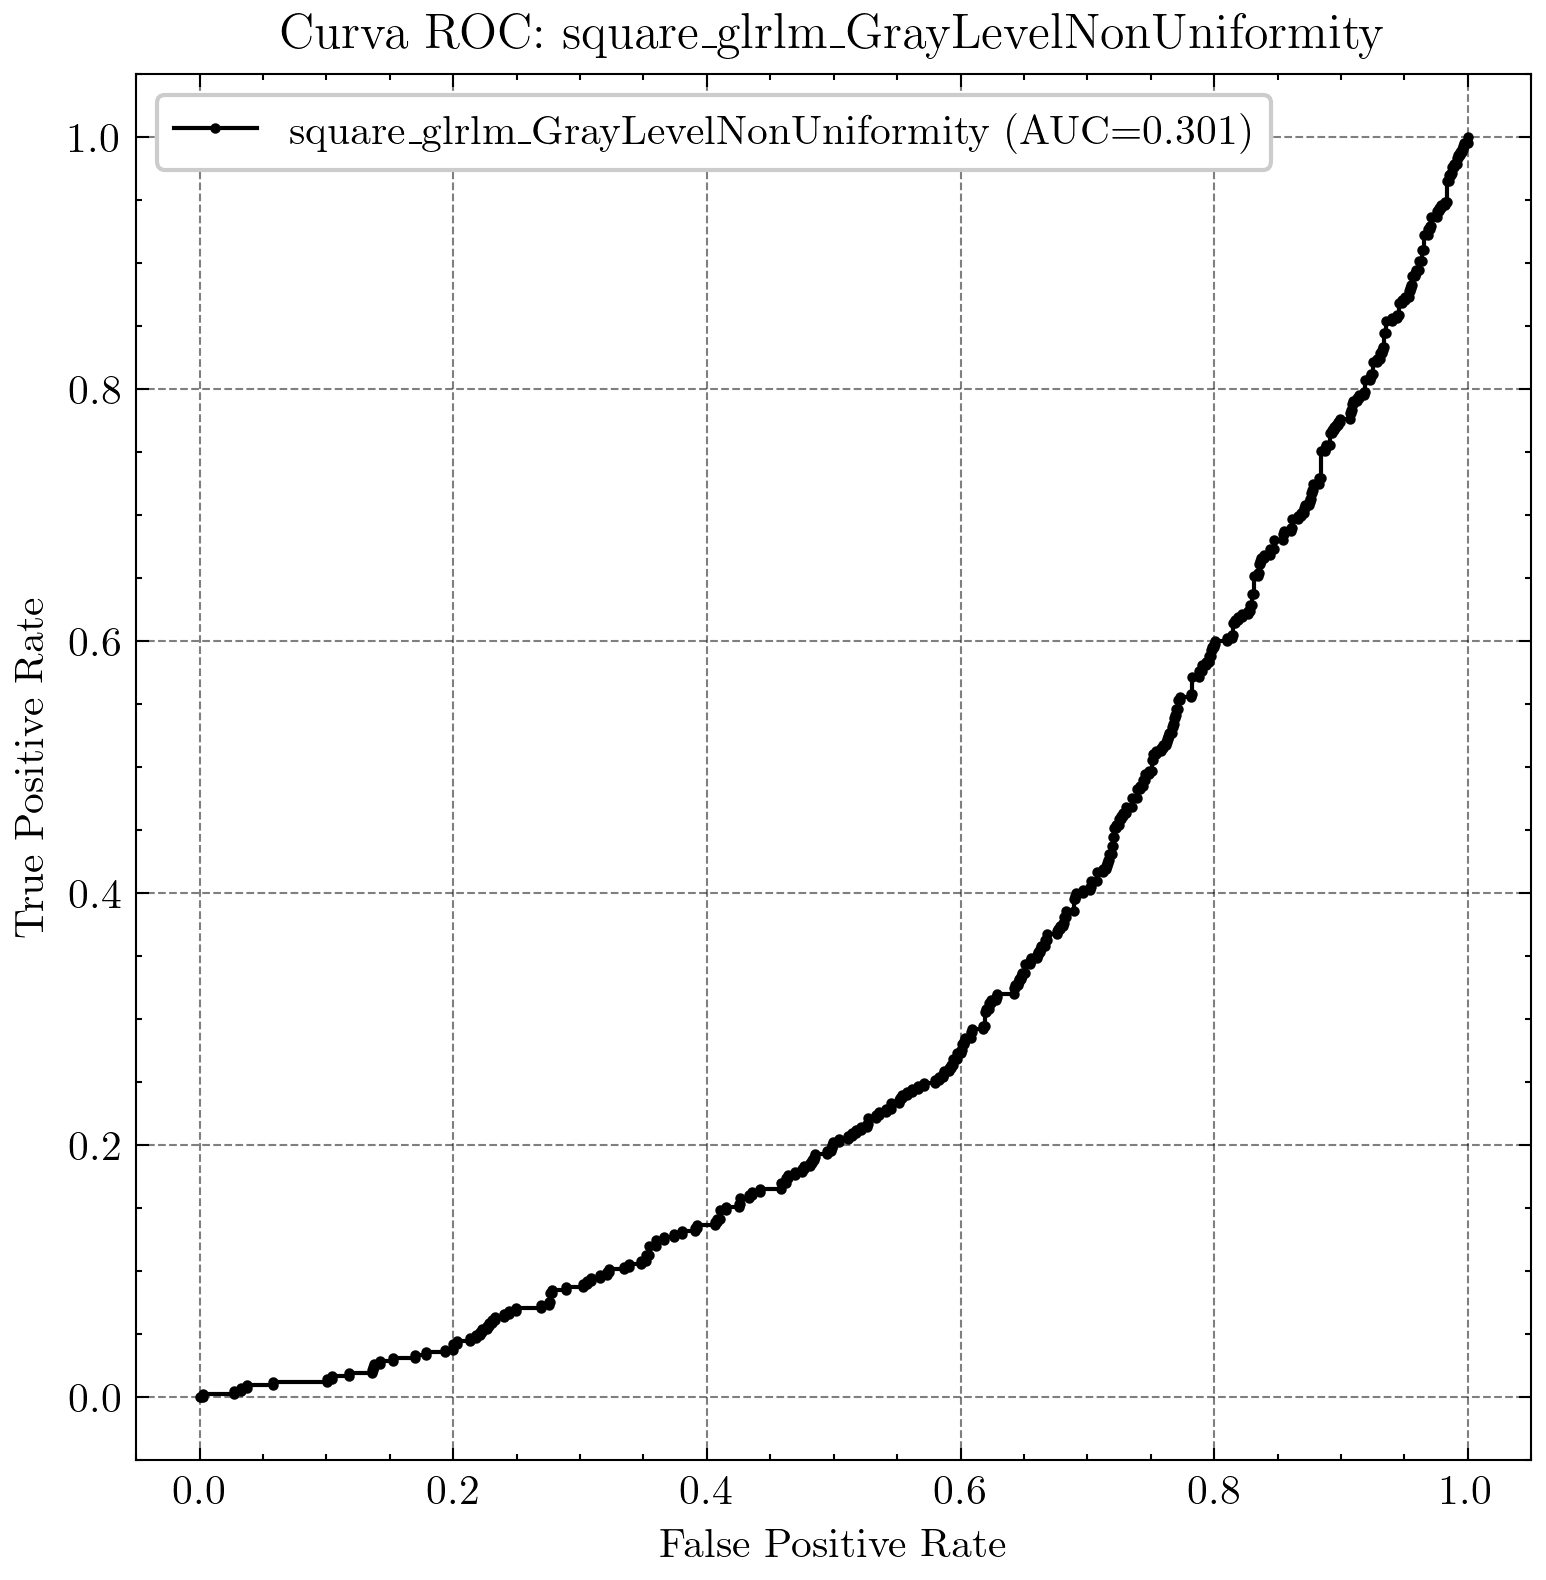 Curva ROC: square_glrlm_GrayLevelNonUniformity
square_glrlm_GrayLevelNonUniformity (AUC=0.301)
1.0
0.8
0.6
0.4
0.2
0.0
True Positive Rate
0.0 0.2 0.4 0.6 0.8 1.0
False Positive Rate